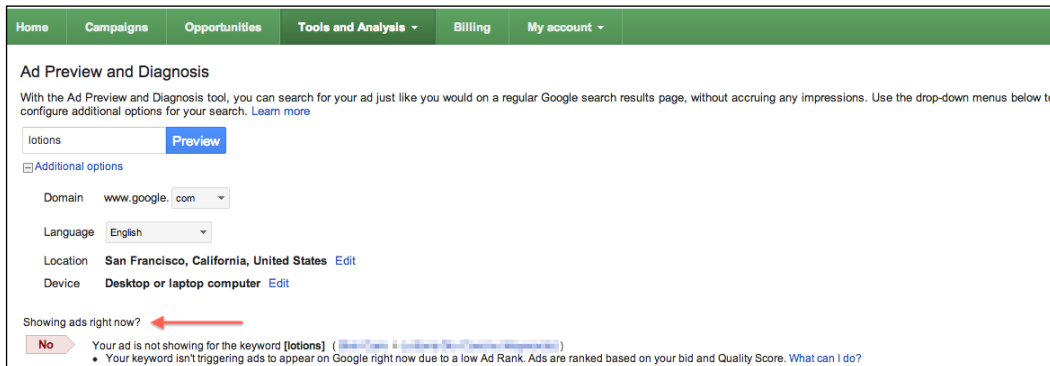 Home Campaigns Opportunities Tools and Analysis Billing My account
Ad Preview and Diagnosis
With the Ad Preview and Diagnosis tool, you can search for your ad just like you would on a regular Google search results page, without accruing any impressions. Use the drop-down menus below to
configure additional options for your search. Learn more
lotions Preview
Additional options
Domain www.google. com
Language English
Location San Francisco, California, United States Edit
Device Desktop or laptop computer Edit
Showing ads right now?
No Your ad is not showing for the keyword [lotions] ( )
• Your keyword isn't triggering ads to appear on Google right now due to a low Ad Rank. Ads are ranked based on your bid and Quality Score. What can I do?